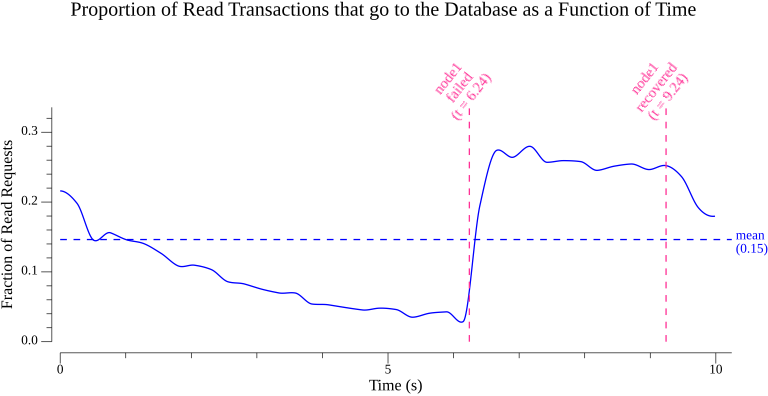 Proportion of Read Transactions that go to the Database as a Function of Time
node1
failed
(t = 6.24)
node1
recovered
(t = 9.24)
Fraction of Read Requests
0.3
0.2
0.1
0.0
mean
(0.15)
0
5
10
Time (s)